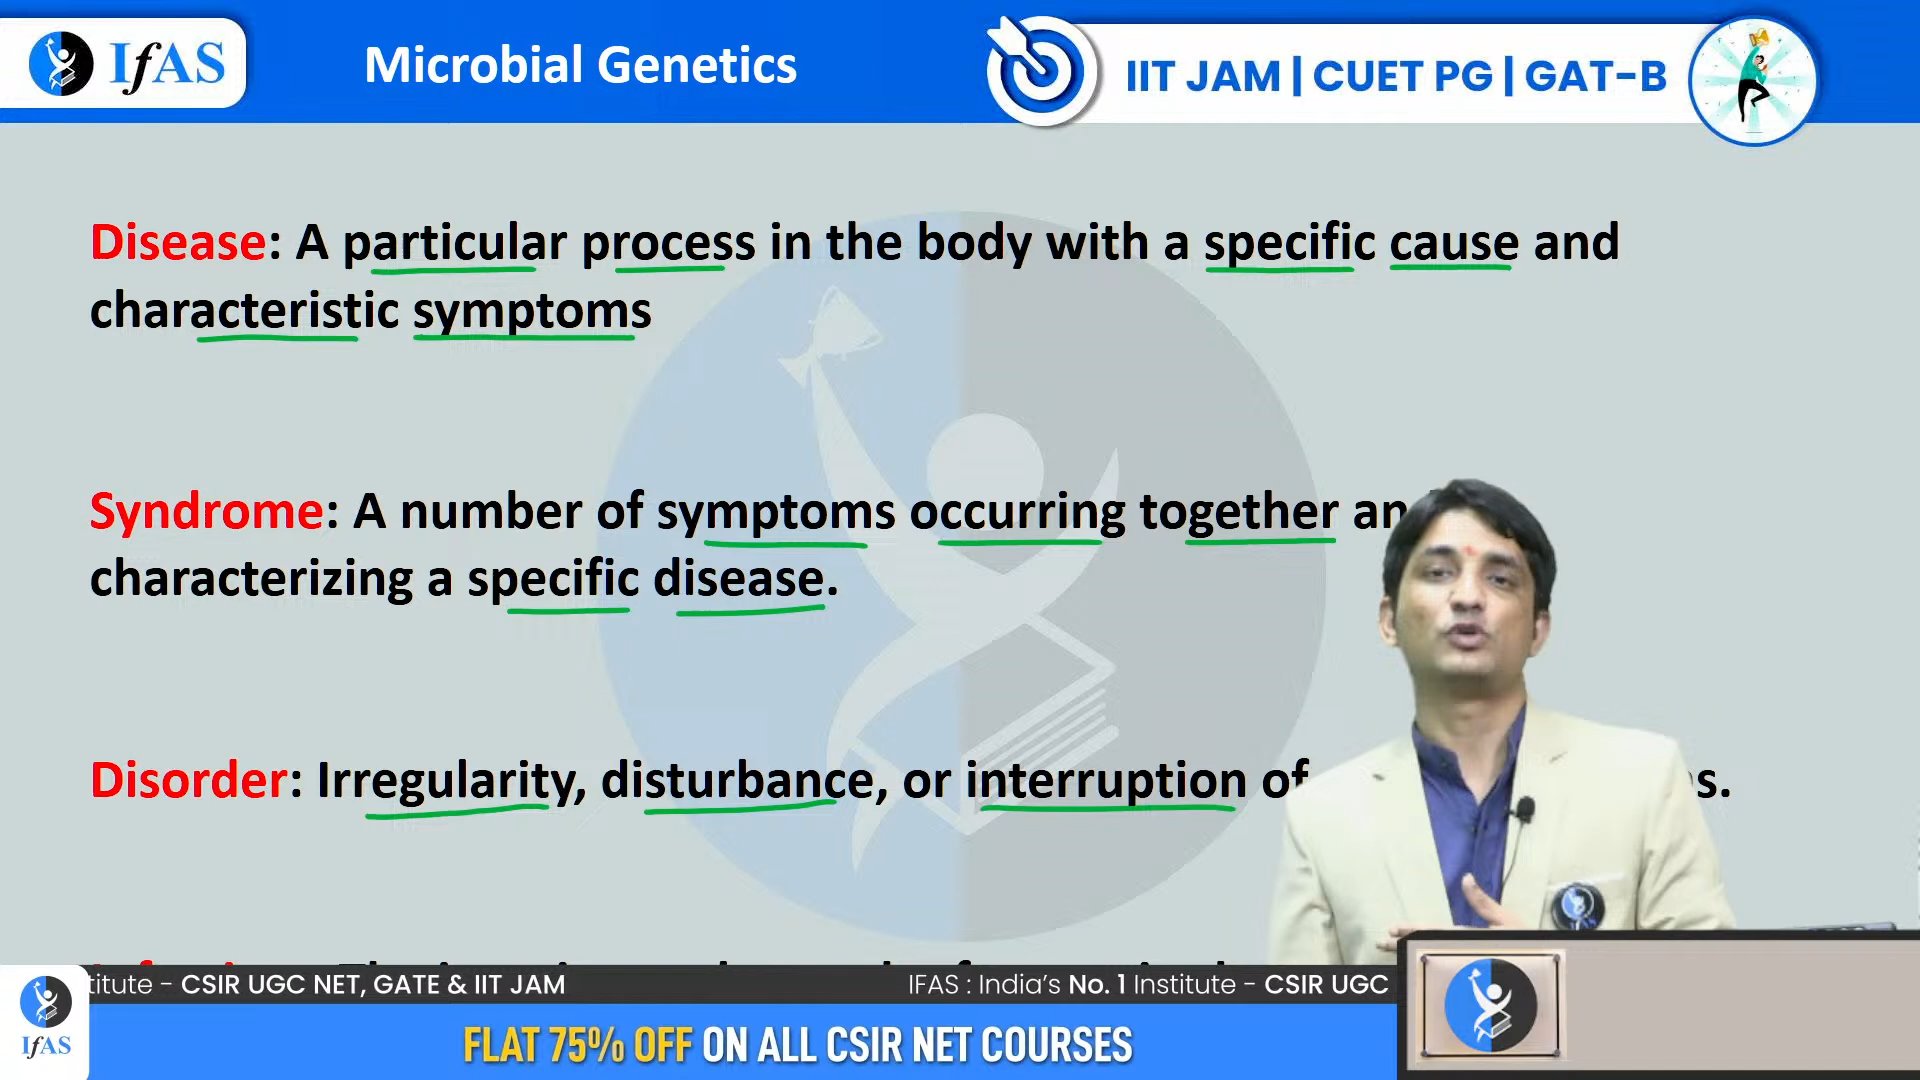 IfAS
Microbial Genetics
IIT JAM | CUET PG | GAT-B
Disease: A particular process in the body with a specific cause and
characteristic symptoms
Syndrome: A number of symptoms occurring together
characterizing a specific disease.
Disorder: Irregularity, disturbance, or interruption of
titute - CSIR UGC NET, GATE & IIT JAM IFAS : India's No. 1 Institute - CSIR UGC
IfAS
FLAT 75% OFF ON ALL CSIR NET COURSES